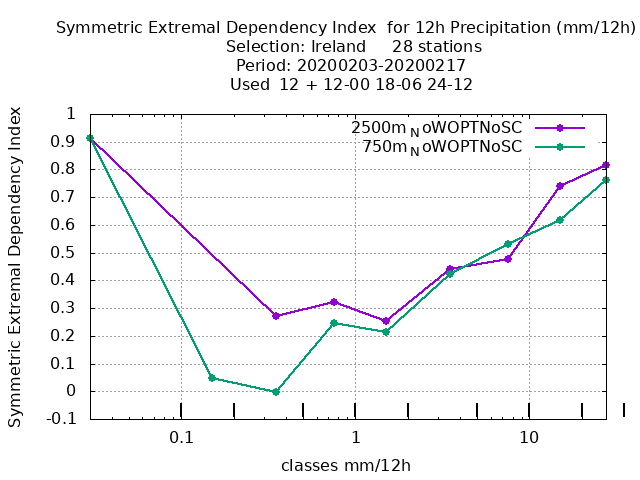 Symmetric Extremal Dependency Index  for 12h Precipitation (mm/12h)
Selection: Ireland     28 stations
Period: 20200203-20200217
Used  12 + 12-00 18-06 24-12
Symmetric Extremal Dependency Index
2500m_NoWOPTNoSC
750m_NoWOPTNoSC
1
0.9
0.8
0.7
0.6
0.5
0.4
0.3
0.2
0.1
0
-0.1
0.1
1
10
classes mm/12h